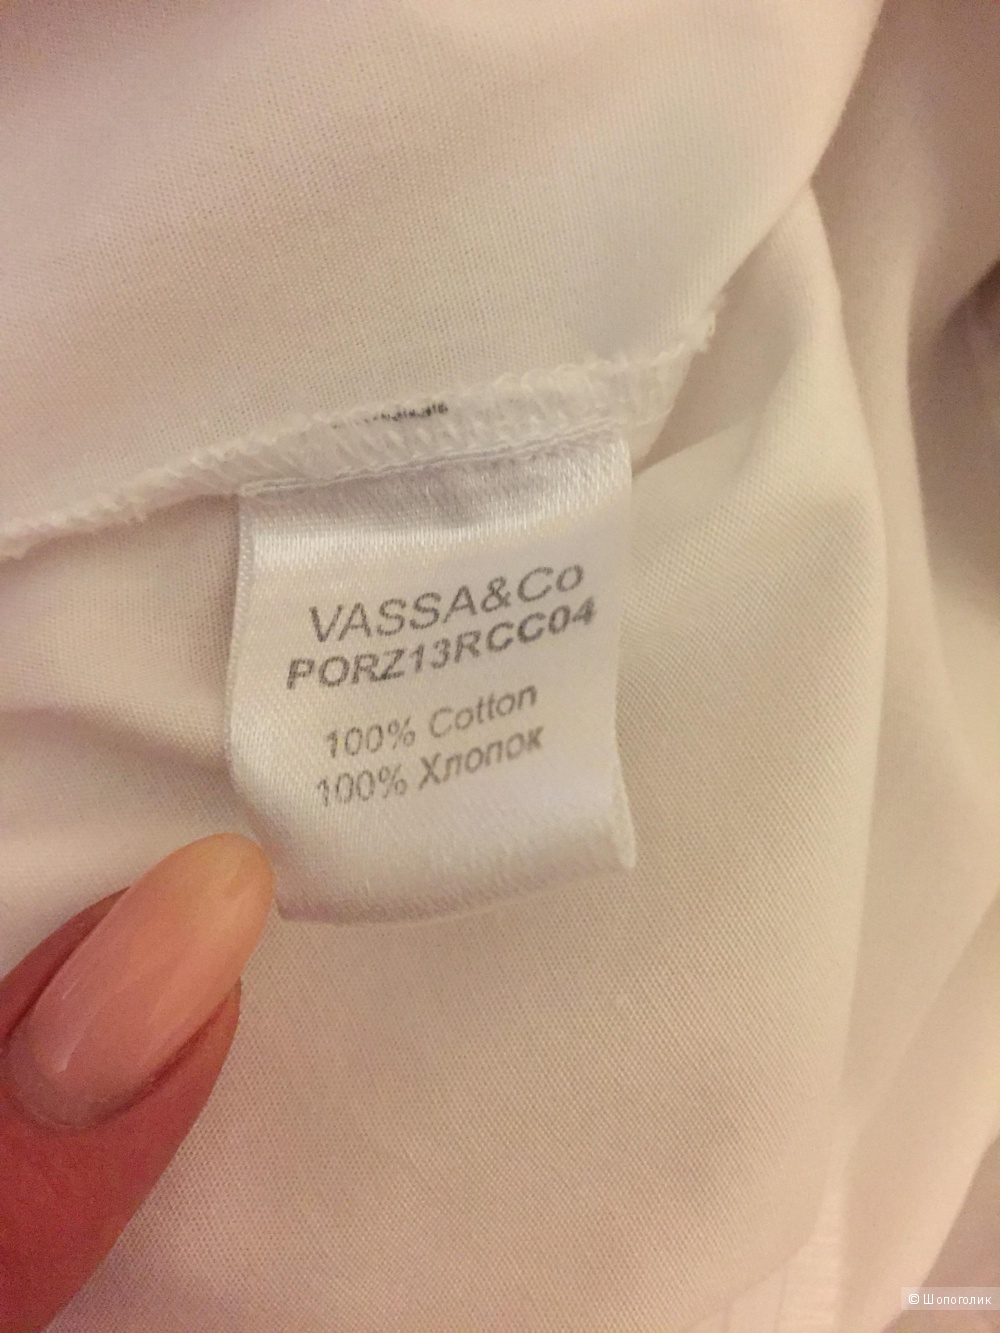 VASSA&Co
PORZ13RCC04
100% Cotton
100% Хлопок
© Шопоголик